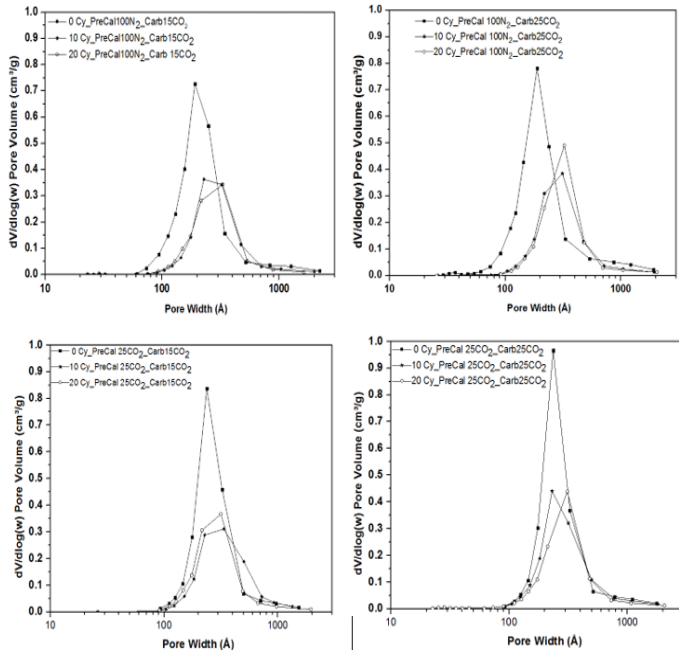 0 Cy_PreCal100N₂_Carb15CO₂
10 Cy_PreCal100N₂_Carb15CO₂
20 Cy_PreCal100N₂_Carb 15CO₂
dV/dlog(w) Pore Volume (cm³/g)
1.0
0.9
0.8
0.7
0.6
0.5
0.4
0.3
0.2
0.1
0.0
10 100 1000
Pore Width (Å)
0 Cy_PreCal 100N₂_Carb25CO₂
10 Cy_PreCal 100N₂_Carb25CO₂
20 Cy_PreCal 100N₂_Carb25CO₂
dV/dlog(w) Pore Volume (cm³/g)
1.0
0.9
0.8
0.7
0.6
0.5
0.4
0.3
0.2
0.1
0.0
10 100 1000
Pore Width (Å)
0 Cy_PreCal 25CO₂_Carb15CO₂
10 Cy_PreCal 25CO₂_Carb15CO₂
20 Cy_PreCal 25CO₂_Carb15CO₂
dV/dlog(w) Pore Volume (cm³/g)
1.0
0.9
0.8
0.7
0.6
0.5
0.4
0.3
0.2
0.1
0.0
10 100 1000
Pore Width (Å)
0 Cy_PreCal 25CO₂_Carb25CO₂
10 Cy_PreCal 25CO₂_Carb25CO₂
20 Cy_PreCal 25CO₂_Carb25CO₂
dV/dlog(w) Pore Volume (cm³/g)
1.0
0.9
0.8
0.7
0.6
0.5
0.4
0.3
0.2
0.1
0.0
10 100 1000
Pore Width (Å)